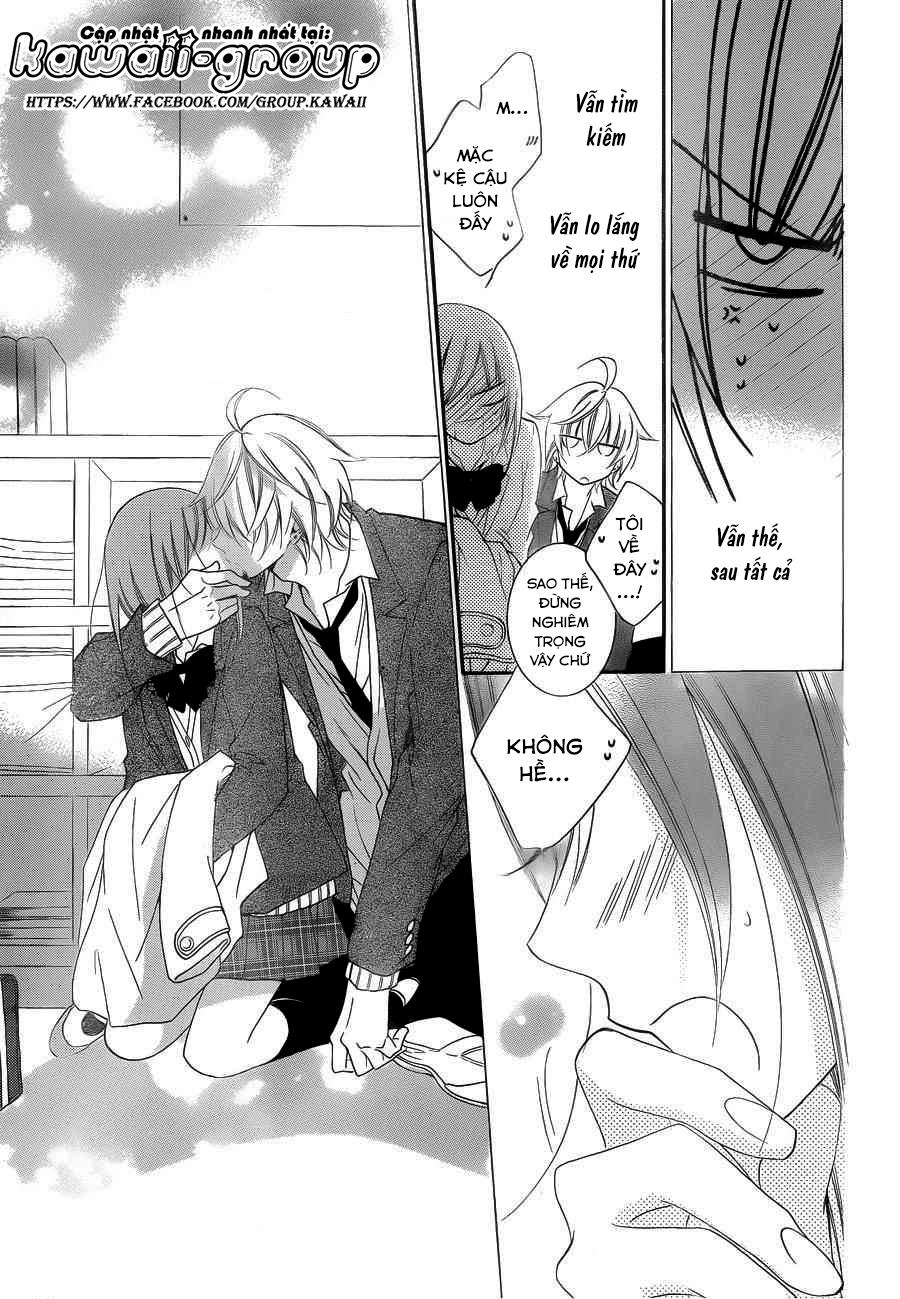 Cập nhật nhanh nhất tại:
kawaii-group
HTTPS://WWW.FACEBOOK.COM/GROUP.KAWAII
Vẫn tìm
kiếm
Vẫn lo lắng
về mọi thứ
M...
MẶC
KỆ CẬU
LUÔN
ĐẤY
TÔI
VỀ
ĐÂY
...!
SAO THẾ,
ĐỪNG
NGHIÊM
TRỌNG
VẬY CHỨ
Vẫn thế,
sau tất cả
KHÔNG
HỀ...